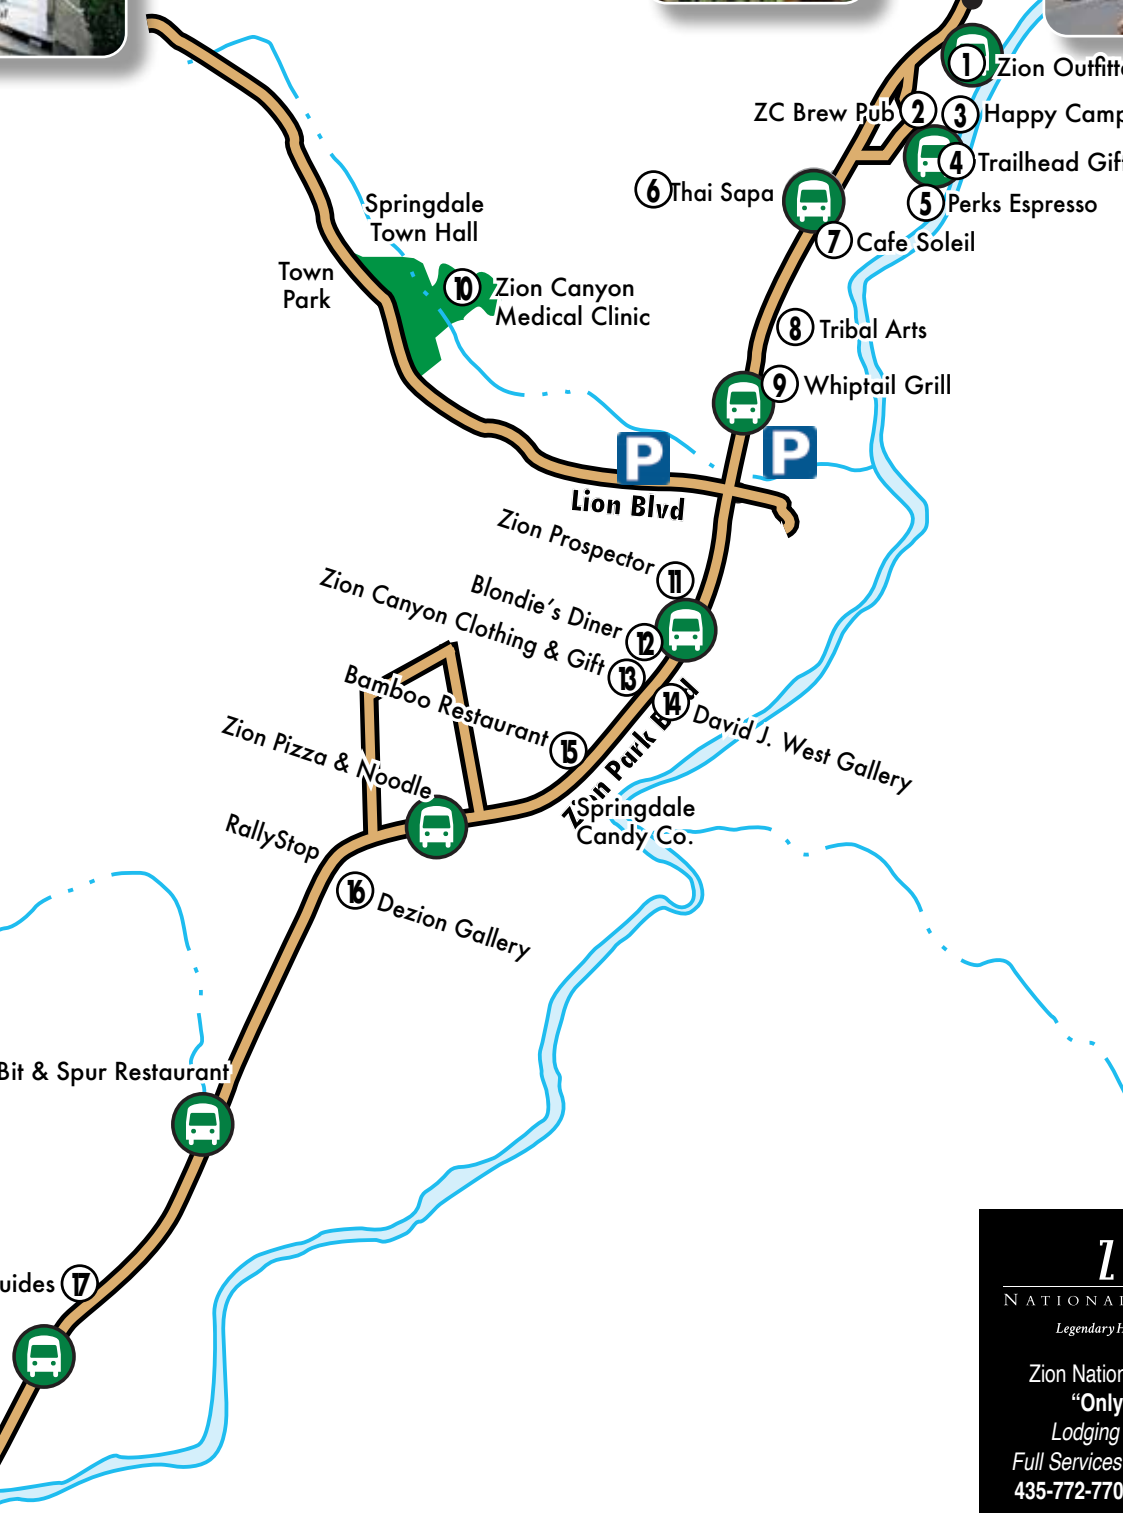 1
Zion Outfitte
ZC Brew Pub
2
3
Happy Camp
4
Trailhead Gift
6
Thai Sapa
5
Perks Espresso
7
Cafe Soleil
Springdale
Town Hall
Town
Park
10
Zion Canyon
Medical Clinic
8
Tribal Arts
9
Whiptail Grill
P
P
Lion Blvd
Zion Prospector
11
Blondie's Diner
12
Zion Canyon Clothing & Gift
13
14
David J. West Gallery
Bamboo Restaurant
15
Zion Park Blvd
Zion Pizza & Noodle
Springdale
Candy Co.
RallyStop
16
Dezion Gallery
Bit & Spur Restaurant
uides
17
Z
NATIONAL
Legendary H
Zion Nation
"Only
Lodging
Full Services
435-772-770